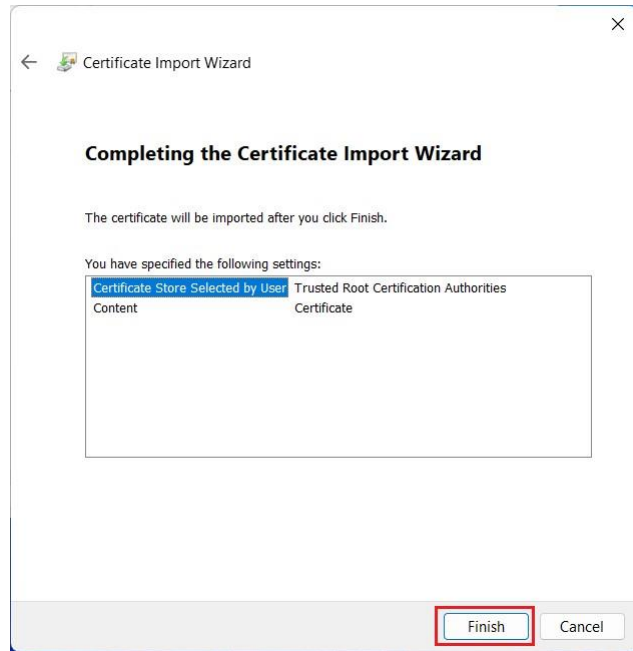 Certificate Import Wizard
Completing the Certificate Import Wizard
The certificate will be imported after you click Finish.
You have specified the following settings:
Certificate Store Selected by User Trusted Root Certification Authorities
Content Certificate
Finish Cancel